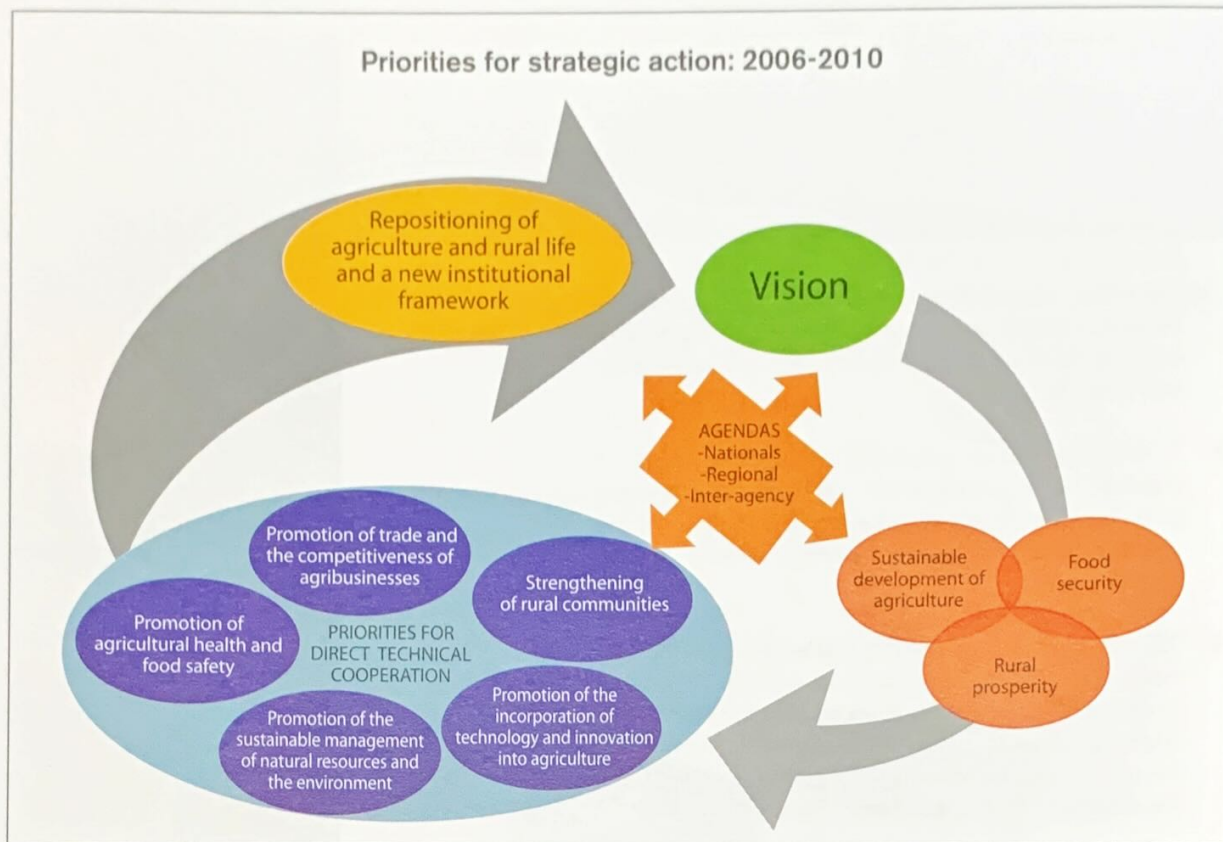 Priorities for strategic action: 2006-2010
Repositioning of
agriculture and rural life
and a new institutional
framework
Vision
AGENDAS
-Nationals
-Regional
-Inter-agency
Sustainable
development of
agriculture
Food
security
Rural
prosperity
Promotion of trade and
the competitiveness of
agribusinesses
Strengthening
of rural communities
Promotion of
agricultural health and
food safety
PRIORITIES FOR
DIRECT TECHNICAL
COOPERATION
Promotion of the
sustainable management
of natural resources and
the environment
Promotion of the
incorporation of
technology and innovation
into agriculture